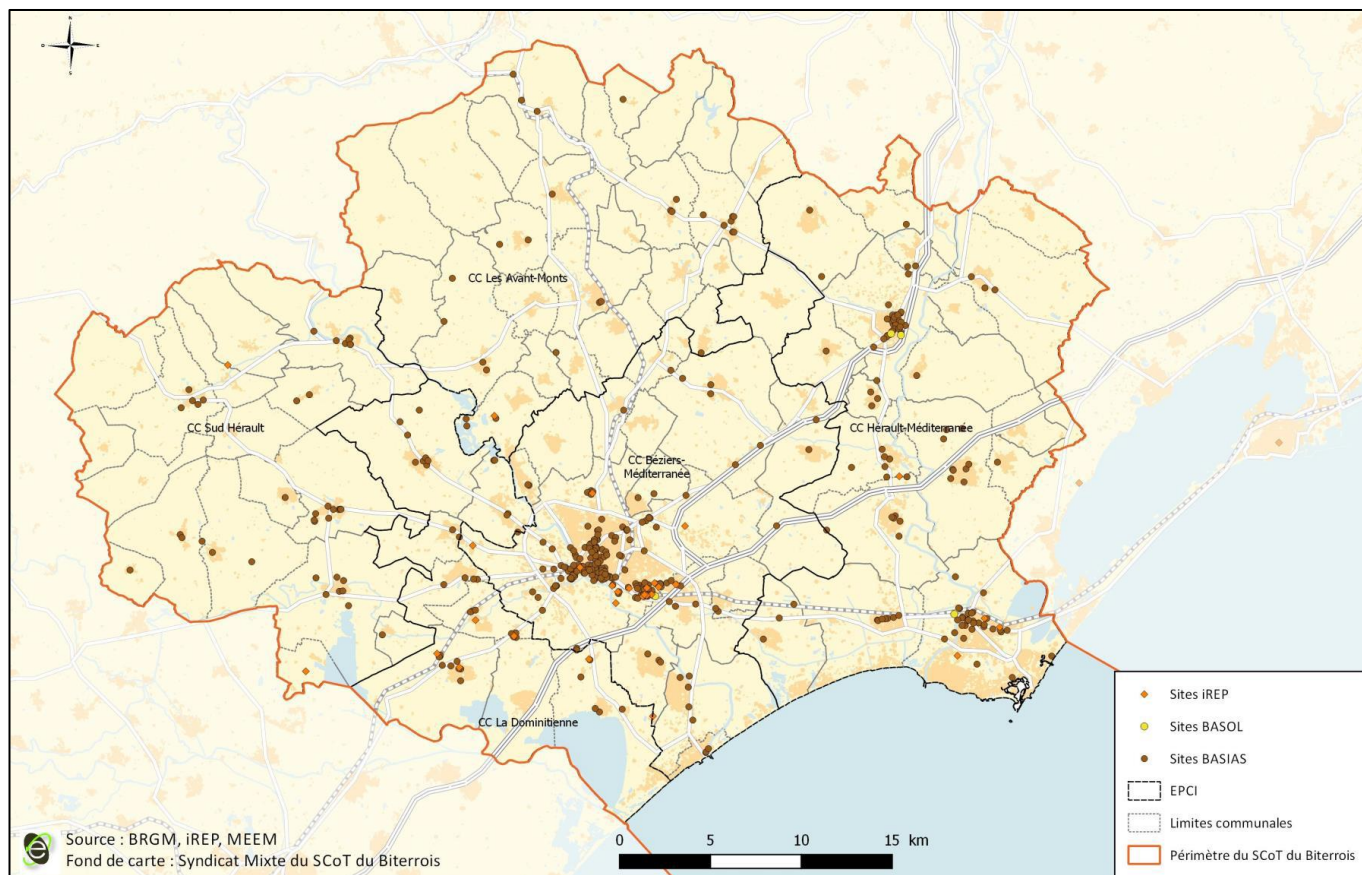 N
O
E
S
CC Les Avant-Monts
CC Sud Hérault
CC Hérault-Méditerranée
CC Béziers-
Méditerranée
CC La Dominitienne
Sites iREP
Sites BASOL
Sites BASIAS
EPCI
Limites communales
Périmètre du SCoT du Biterrois
Source : BRGM, iREP, MEEM
Fond de carte : Syndicat Mixte du SCoT du Biterrois
0 5 10 15 km